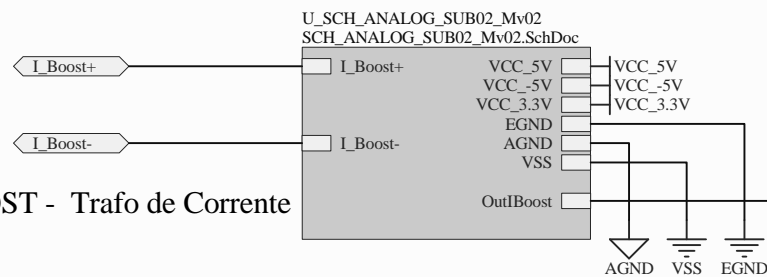 U_SCH_ANALOG_SUB02_Mv02
SCH_ANALOG_SUB02_Mv02.SchDoc
I_Boost+
I_Boost+
VCC_5V
VCC_5V
VCC_-5V
VCC_-5V
VCC_3.3V
VCC_3.3V
EGND
I_Boost-
I_Boost-
AGND
VSS
OST - Trafo de Corrente
OutIBoost
AGND
VSS
EGND